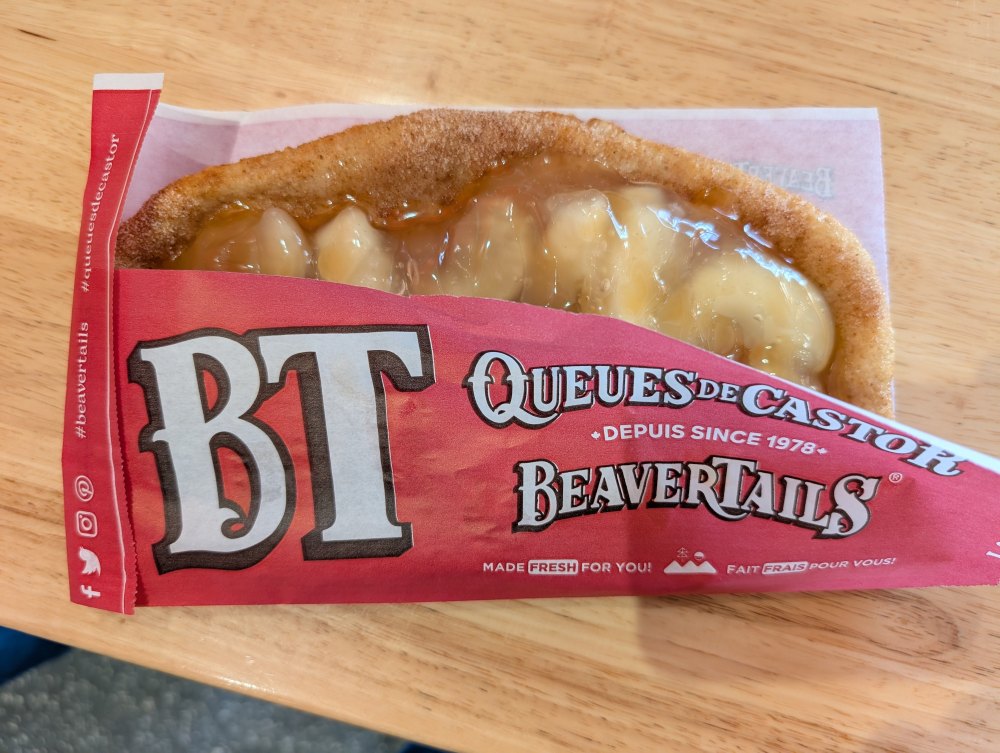 #beavertails #queuesdecastor
BT
QUEUES DE CASTOR
DEPUIS SINCE 1978
BEAVERTAILS®
MADE FRESH FOR YOU!
FAIT FRAIS POUR VOUS!